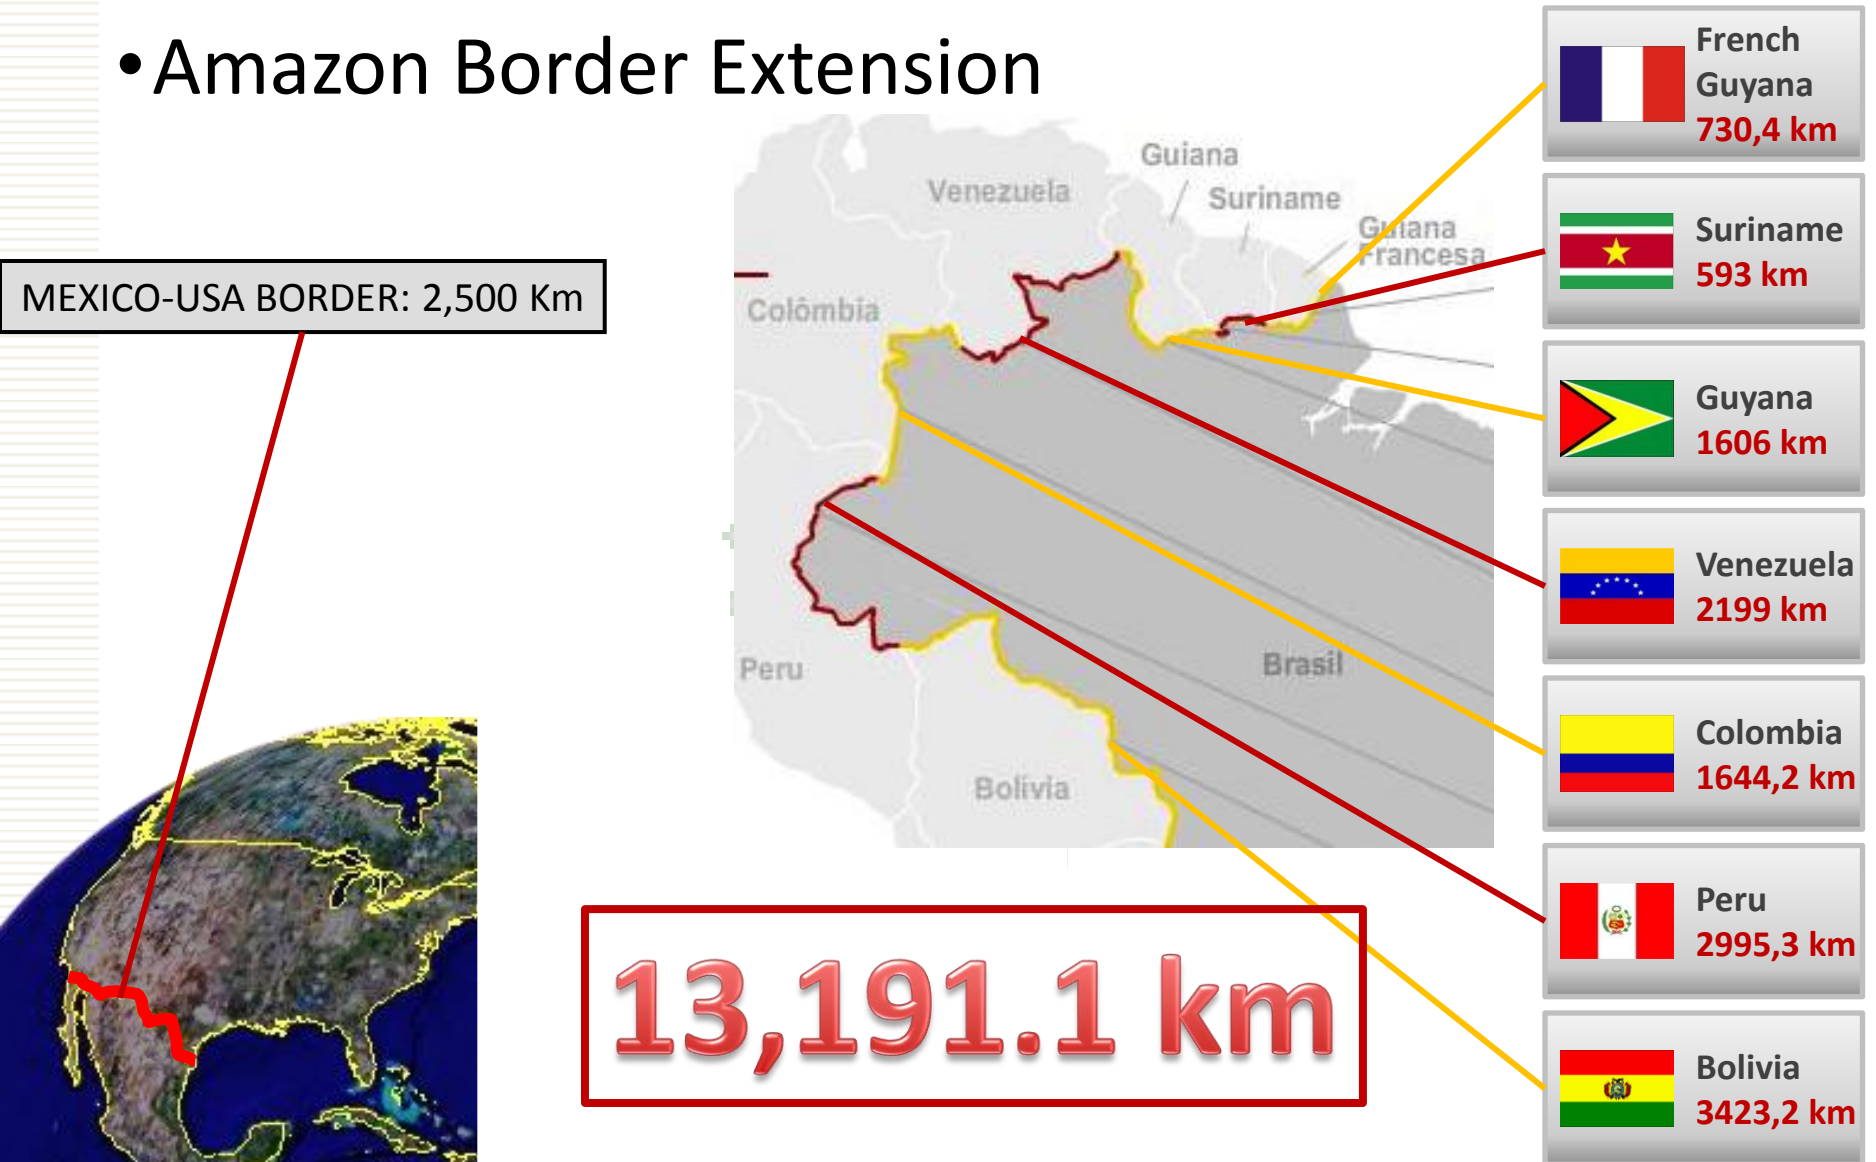 •Amazon Border Extension
MEXICO-USA BORDER: 2,500 Km
Venezuela
Guiana
Suriname
Guiana
Francesa
Colômbia
Peru
Bolívia
Brasil
13,191.1 km
French
Guyana
730,4 km
Suriname
593 km
Guyana
1606 km
Venezuela
2199 km
Colombia
1644,2 km
Peru
2995,3 km
Bolivia
3423,2 km